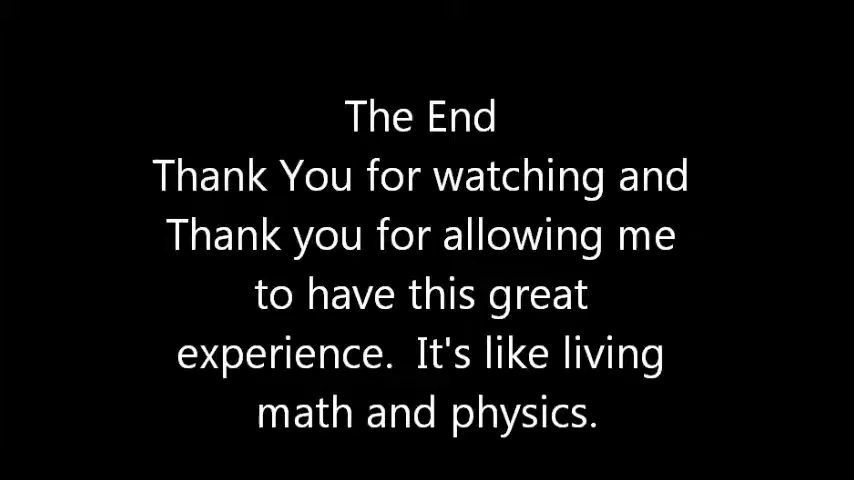 The End
Thank You for watching and
Thank you for allowing me
to have this great
experience.  It's like living
math and physics.